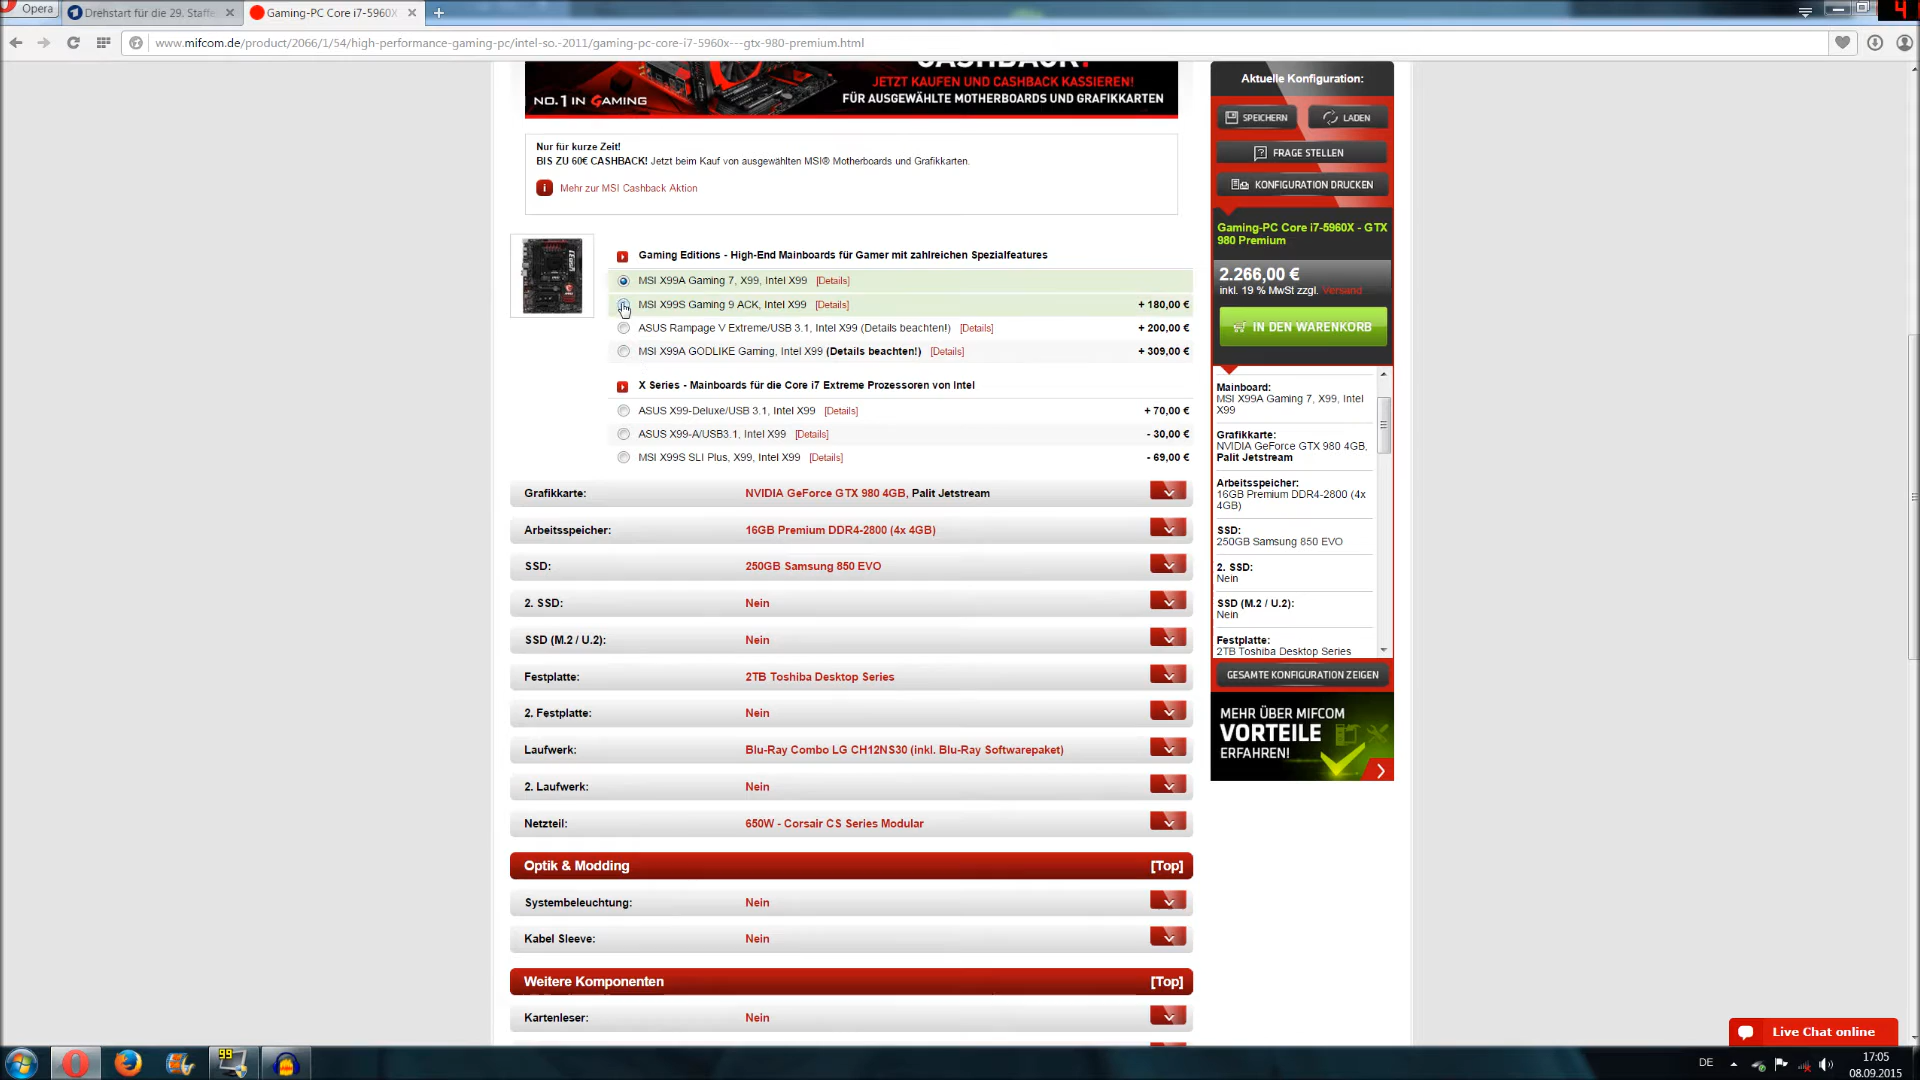 Opera
Drehstart für die 29. Staffe
Gaming-PC Core i7-5960X
www.mifcom.de/product/2066/1/54/high-performance-gaming-pc/intel-so.-2011/gaming-pc-core-i7-5960x---gtx-980-premium.html
CASHBACK!
JETZT KAUFEN UND CASHBACK KASSIEREN!
NO.1 IN GAMING
FÜR AUSGEWÄHLTE MOTHERBOARDS UND GRAFIKKARTEN
Nur für kurze Zeit!
BIS ZU 60€ CASHBACK! Jetzt beim Kauf von ausgewählten MSI® Motherboards und Grafikkarten.
Mehr zur MSI Cashback Aktion
Gaming Editions - High-End Mainboards für Gamer mit zahlreichen Spezialfeatures
MSI X99A Gaming 7, X99, Intel X99 [Details]
MSI X99S Gaming 9 ACK, Intel X99 [Details] + 180,00 €
ASUS Rampage V Extreme/USB 3.1, Intel X99 (Details beachten!) [Details] + 200,00 €
MSI X99A GODLIKE Gaming, Intel X99 (Details beachten!) [Details] + 309,00 €
X Series - Mainboards für die Core i7 Extreme Prozessoren von Intel
ASUS X99-Deluxe/USB 3.1, Intel X99 [Details] + 70,00 €
ASUS X99-A/USB3.1, Intel X99 [Details] - 30,00 €
MSI X99S SLI Plus, X99, Intel X99 [Details] - 69,00 €
Grafikkarte: NVIDIA GeForce GTX 980 4GB, Palit Jetstream
Arbeitsspeicher: 16GB Premium DDR4-2800 (4x 4GB)
SSD: 250GB Samsung 850 EVO
2. SSD: Nein
SSD (M.2 / U.2): Nein
Festplatte: 2TB Toshiba Desktop Series
2. Festplatte: Nein
Laufwerk: Blu-Ray Combo LG CH12NS30 (inkl. Blu-Ray Softwarepaket)
2. Laufwerk: Nein
Netzteil: 650W - Corsair CS Series Modular
Optik & Modding [Top]
Systembeleuchtung: Nein
Kabel Sleeve: Nein
Weitere Komponenten [Top]
Kartenleser: Nein
Aktuelle Konfiguration:
SPEICHERN LADEN
FRAGE STELLEN
KONFIGURATION DRUCKEN
Gaming-PC Core i7-5960X - GTX
980 Premium
2.266,00 €
inkl. 19 % MwSt zzgl. Versand
IN DEN WARENKORB
Mainboard:
MSI X99A Gaming 7, X99, Intel
X99
Grafikkarte:
NVIDIA GeForce GTX 980 4GB,
Palit Jetstream
Arbeitsspeicher:
16GB Premium DDR4-2800 (4x
4GB)
SSD:
250GB Samsung 850 EVO
2. SSD:
Nein
SSD (M.2 / U.2):
Nein
Festplatte:
2TB Toshiba Desktop Series
GESAMTE KONFIGURATION ZEIGEN
MEHR ÜBER MIFCOM
VORTEILE
ERFAHREN!
Live Chat online
99
DE
17:05
08.09.2015